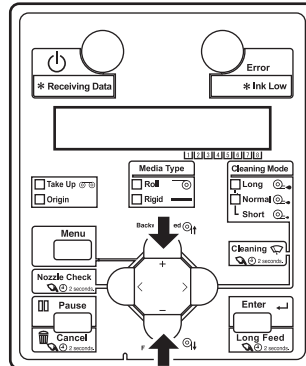 Error
* Receiving Data
* Ink Low
1 2 3 4 5 6 7 8
Media Type
Roll
Rigid
Cleaning Mode
Long
Normal
Short
Take Up
Origin
Menu
Cleaning
2 seconds.
Nozzle Check
2 seconds.
+
< >
−
Pause
Cancel
2 seconds.
Enter
Long Feed
2 seconds.